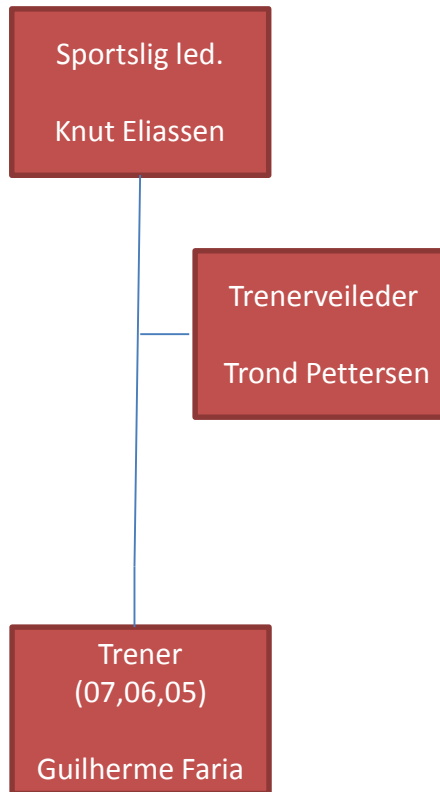 Sportslig led.
Knut Eliassen
Trenerveileder
Trond Pettersen
Trener
(07,06,05)
Guilherme Faria